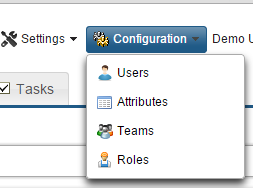 Settings Configuration Demo U
Tasks
Users
Attributes
Teams
Roles